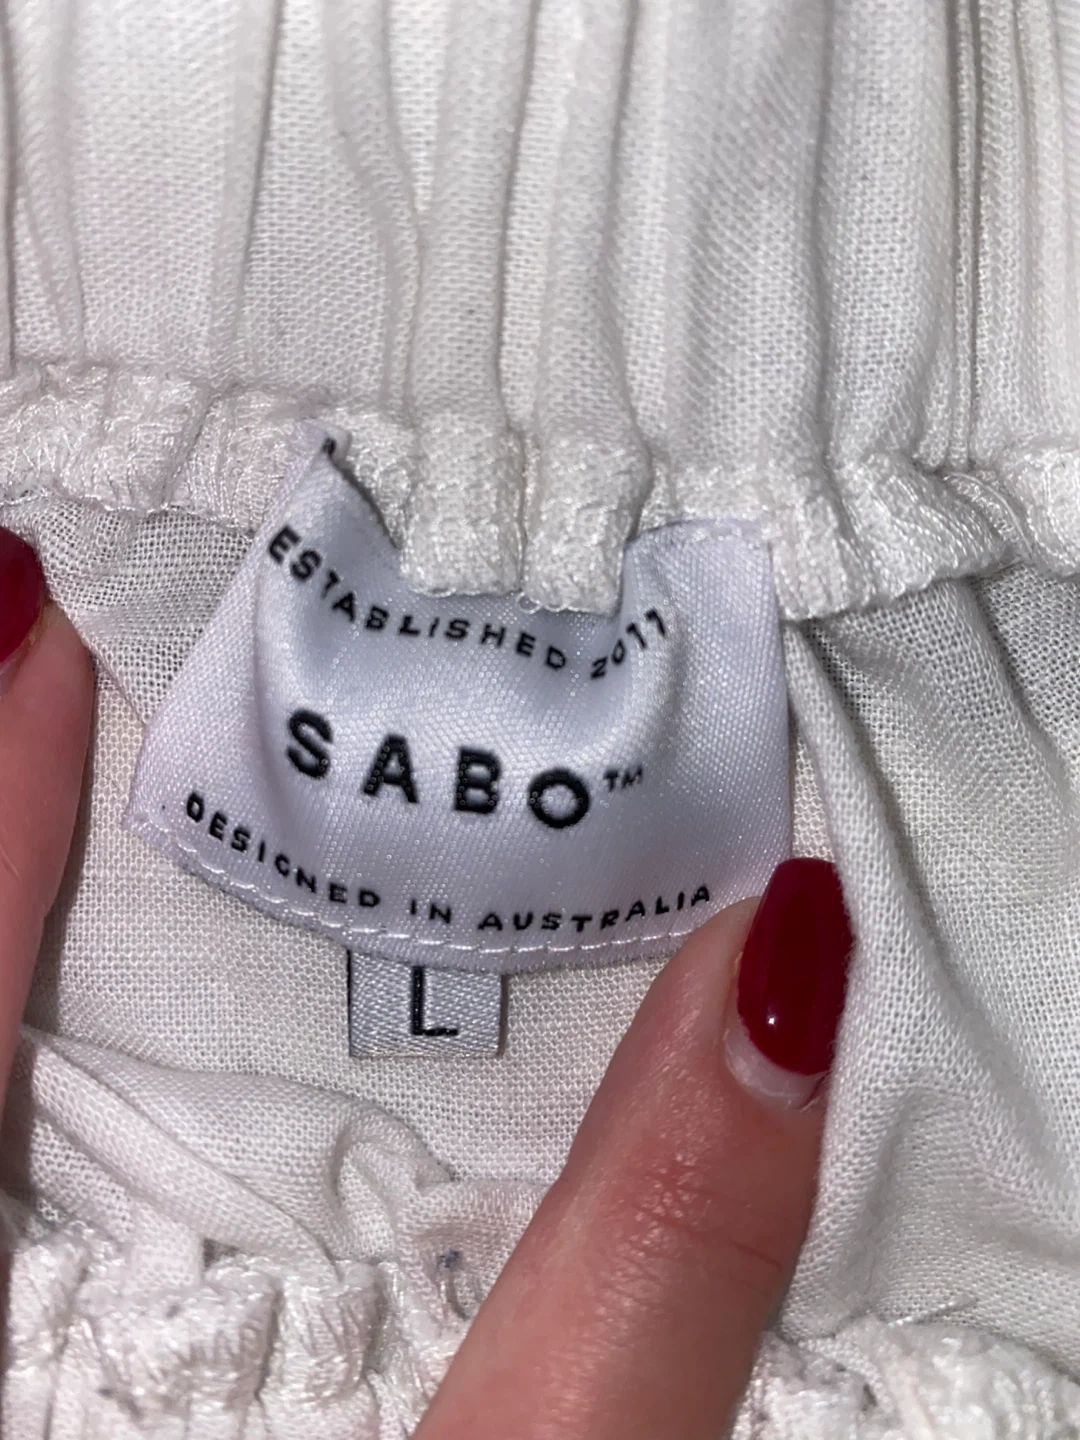 ESTABLISHED 2011
SABO™
DESIGNED IN AUSTRALIA
L